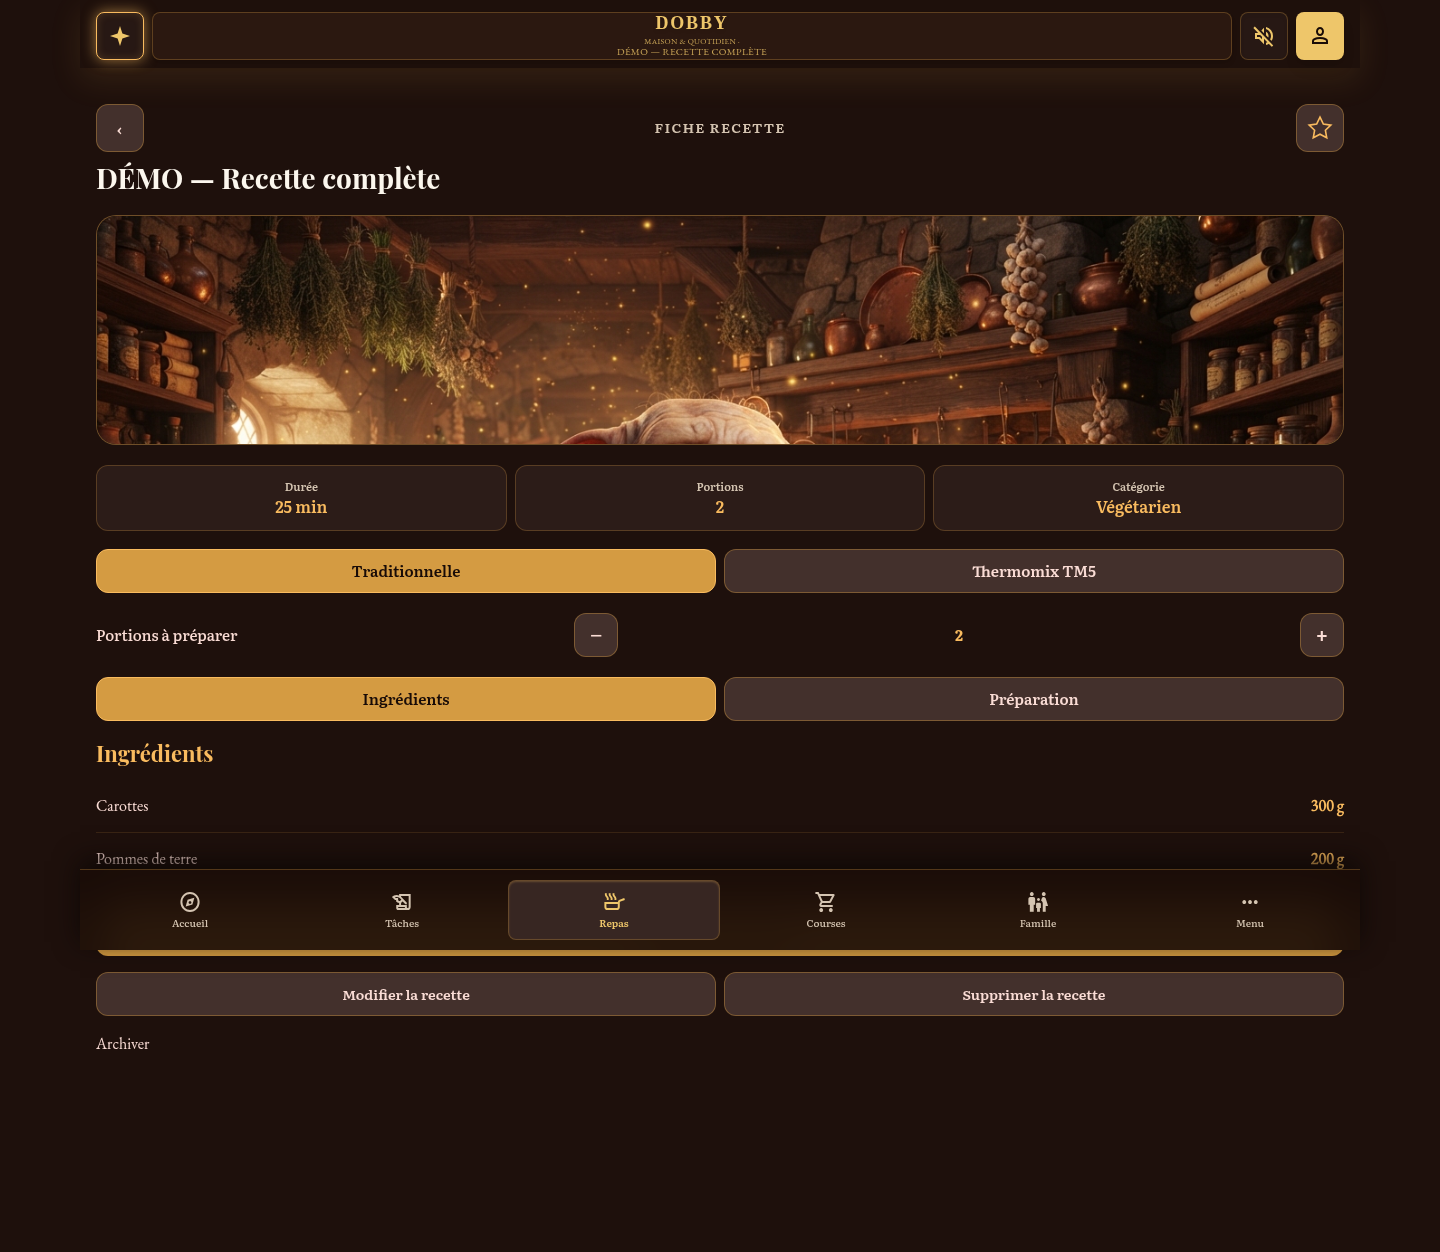 DOBBY
MAISON & QUOTIDIEN ·
DÉMO — RECETTE COMPLÈTE
‹
FICHE RECETTE
DÉMO — Recette complète
Durée
25 min
Portions
2
Catégorie
Végétarien
Traditionnelle
Thermomix TM5
Portions à préparer
−
2
+
Ingrédients
Préparation
Ingrédients
Carottes
300 g
Pommes de terre
200 g
Accueil
Tâches
Repas
Courses
Famille
Menu
Modifier la recette
Supprimer la recette
Archiver